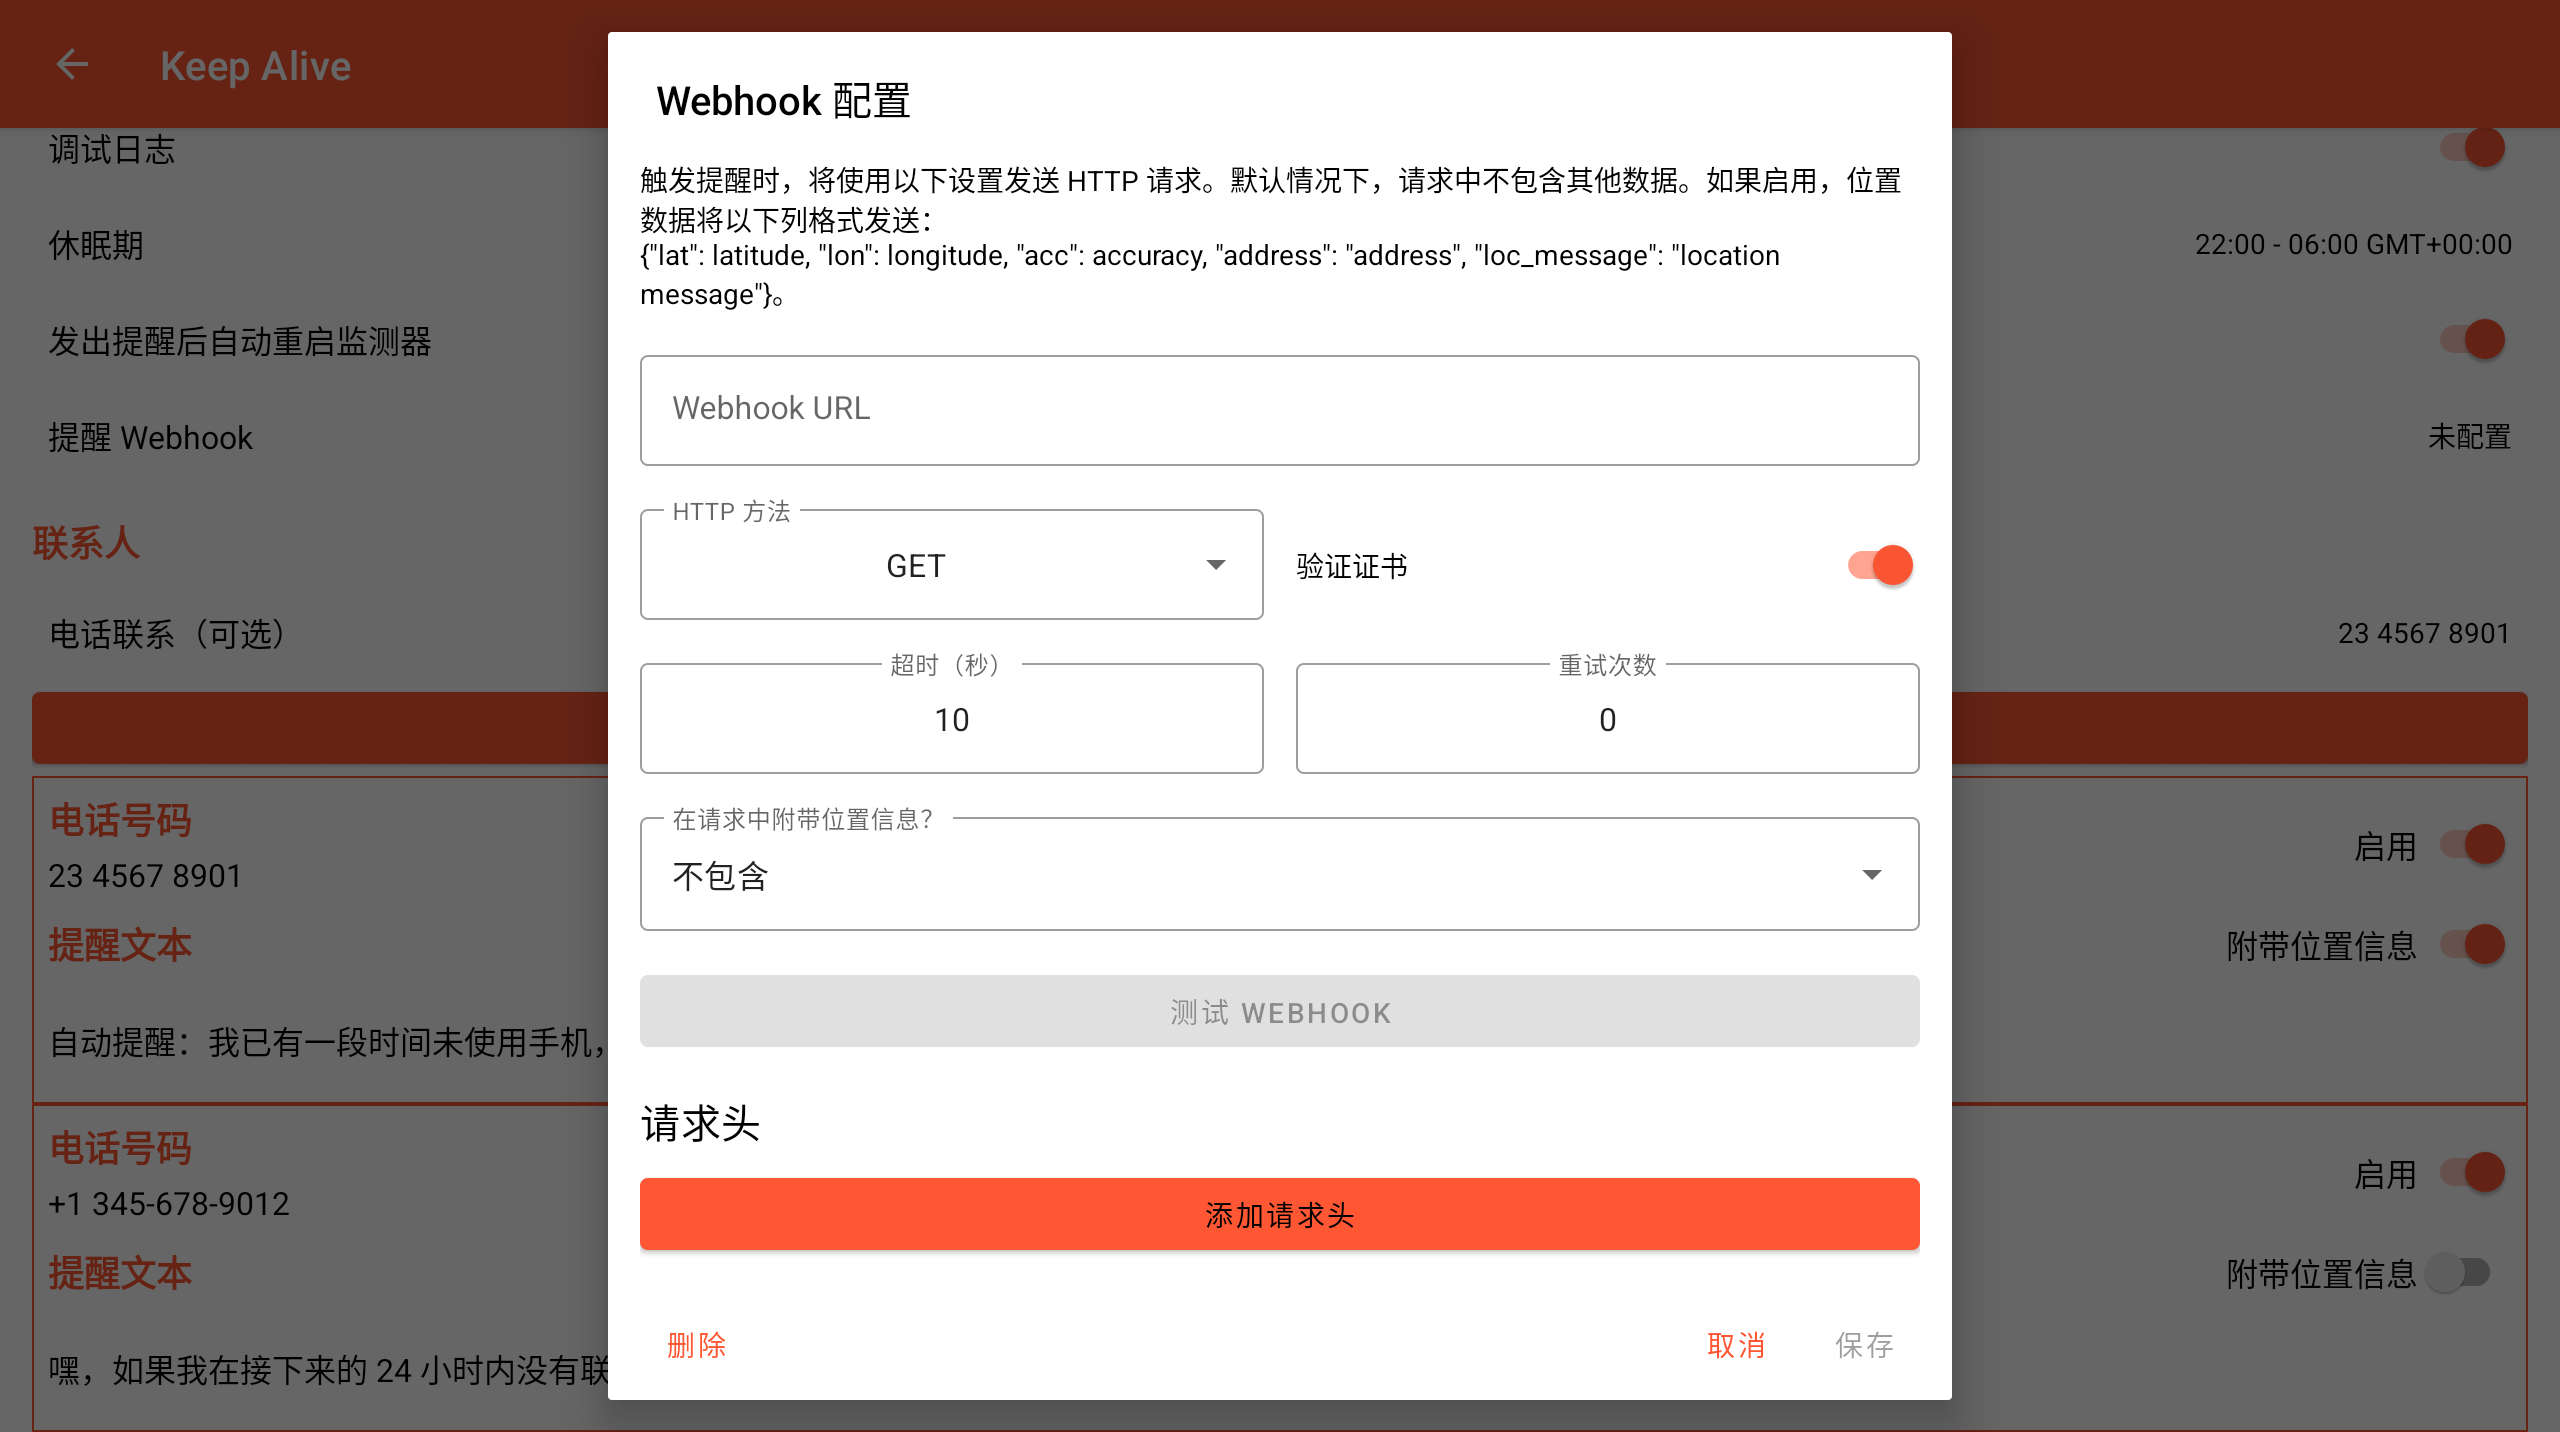 Keep Alive
调试日志
休眠期
22:00 - 06:00 GMT+00:00
发出提醒后自动重启监测器
提醒 Webhook
未配置
联系人
电话联系（可选）
23 4567 8901
电话号码
23 4567 8901
启用
提醒文本
附带位置信息
自动提醒：我已有一段时间未使用手机，
电话号码
+1 345-678-9012
启用
提醒文本
附带位置信息
嘿，如果我在接下来的 24 小时内没有联
Webhook 配置
触发提醒时，将使用以下设置发送 HTTP 请求。默认情况下，请求中不包含其他数据。如果启用，位置
数据将以下列格式发送：
{"lat": latitude, "lon": longitude, "acc": accuracy, "address": "address", "loc_message": "location
message"}。
Webhook URL
HTTP 方法
GET
验证证书
超时（秒）
10
重试次数
0
在请求中附带位置信息？
不包含
测试 WEBHOOK
请求头
添加请求头
删除
取消
保存